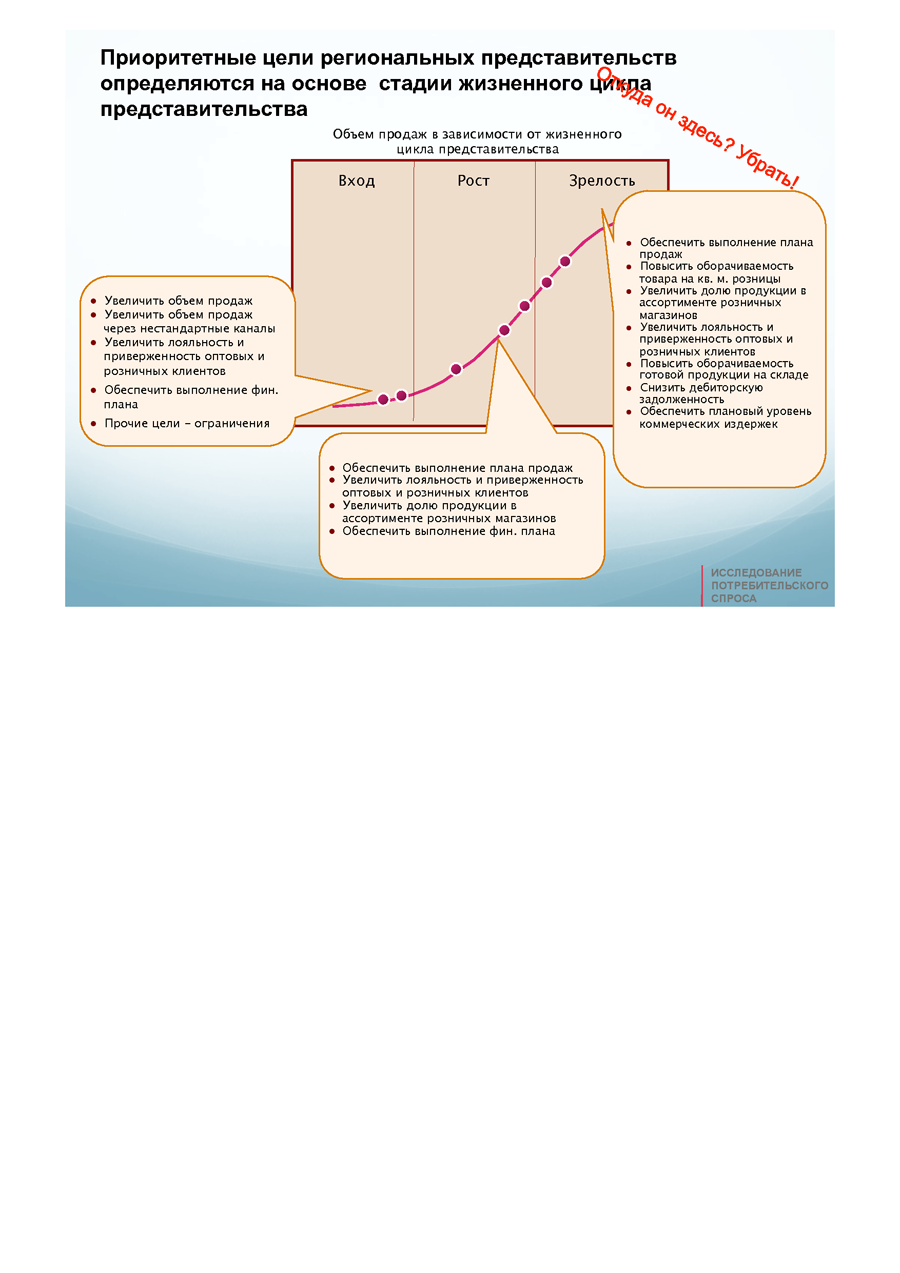 Приоритетные цели региональных представительств
определяются на основе стадии жизненного цикла
представительства
Откуда он здесь? Убрать!
Объем продаж в зависимости от жизненного
цикла представительства
Вход
Рост
Зрелость
● Увеличить объем продаж
● Увеличить объем продаж
через нестандартные каналы
● Увеличить лояльность и
приверженность оптовых и
розничных клиентов
● Обеспечить выполнение фин.
плана
● Прочие цели – ограничения
● Обеспечить выполнение плана продаж
● Увеличить лояльность и приверженность
оптовых и розничных клиентов
● Увеличить долю продукции в
ассортименте розничных магазинов
● Обеспечить выполнение фин. плана
● Обеспечить выполнение плана
продаж
● Повысить оборачиваемость
товара на кв. м. розницы
● Увеличить долю продукции в
ассортименте розничных
магазинов
● Увеличить лояльность и
приверженность оптовых и
розничных клиентов
● Повысить оборачиваемость
готовой продукции на складе
● Снизить дебиторскую
задолженность
● Обеспечить плановый уровень
коммерческих издержек
ИССЛЕДОВАНИЕ
ПОТРЕБИТЕЛЬСКОГО
СПРОСА